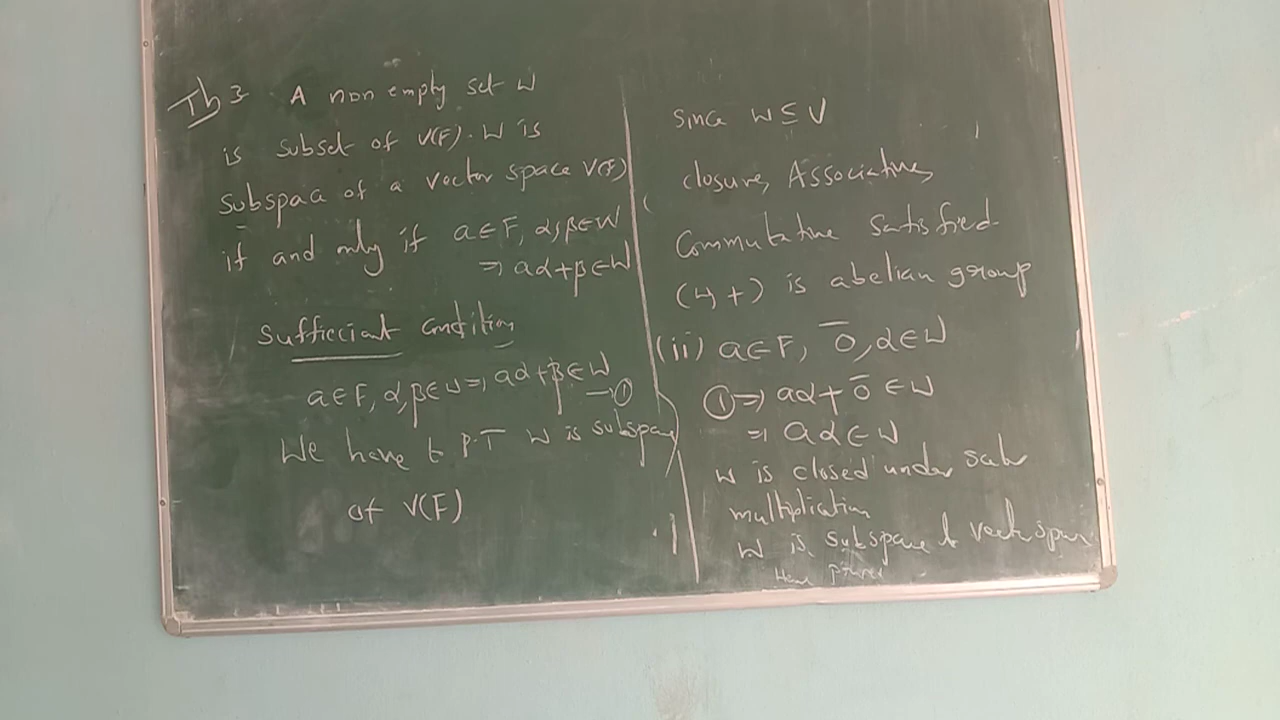 Th 3 A non empty set W
is subset of V(F). W is
subspace of a vector space V(F)
if and only if a∈F, α,β∈W
⇒ aα+β∈W
Sufficient Condition
a∈F, α,β∈W ⇒ aα+β∈W
→①
We have to P.T W is subspace
of V(F)
Since W⊆V
closure, Associative,
Commutative satisfied
(W,+) is abelian group
(ii) a∈F, 0̅,α∈W
①⇒ aα+0̅∈W
⇒ aα∈W
W is closed under
multiplication
W is subspace of vector space
Hence proved